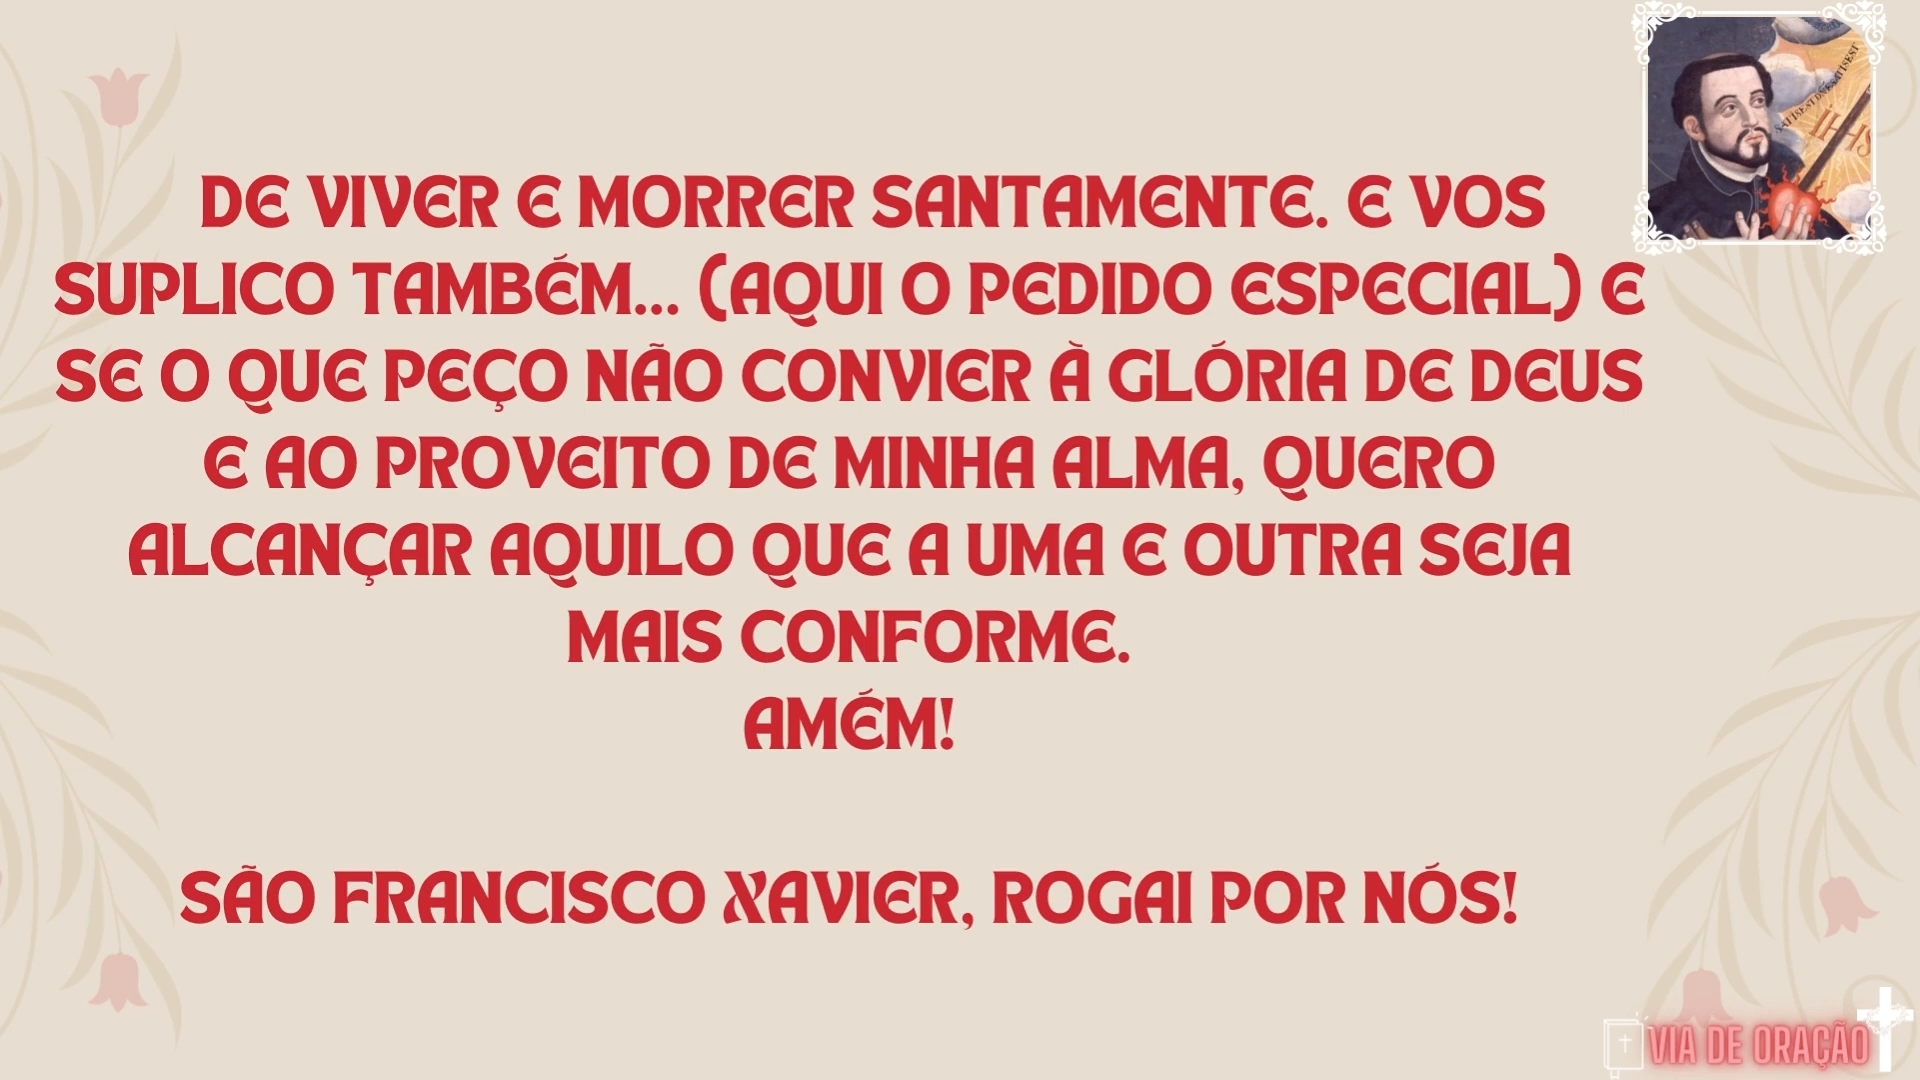 DE VIVER E MORRER SANTAMENTE. E VOS
SUPLICO TAMBÉM... (AQUI O PEDIDO ESPECIAL) E
SE O QUE PEÇO NÃO CONVIER À GLÓRIA DE DEUS
E AO PROVEITO DE MINHA ALMA, QUERO
ALCANÇAR AQUILO QUE A UMA E OUTRA SEJA
MAIS CONFORME.
AMÉM!
SÃO FRANCISCO XAVIER, ROGAI POR NÓS!
IHS
VIA DE ORAÇÃO